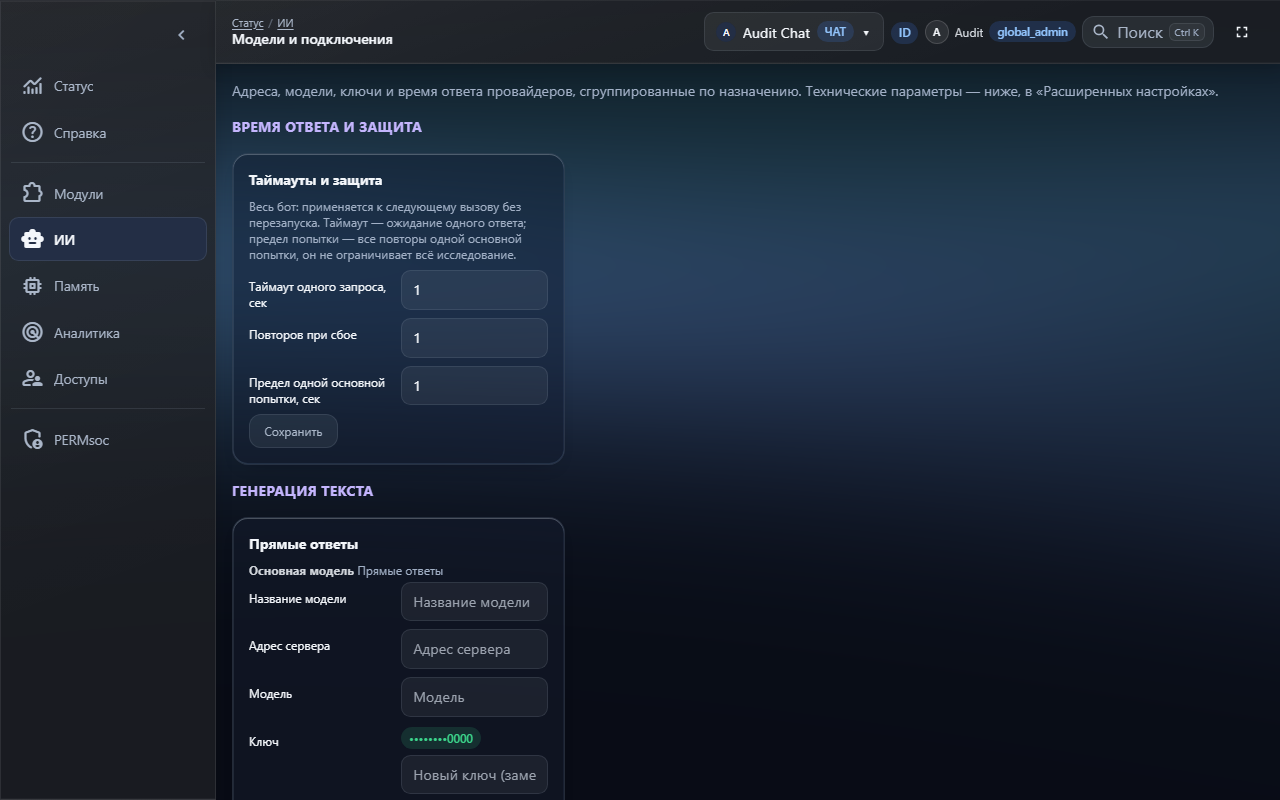 Статус / ИИ
Модели и подключения
A Audit Chat ЧАТ ▾
ID
A Audit global_admin
Поиск Ctrl K
Статус
Справка
Модули
ИИ
Память
Аналитика
Доступы
PERMsoc
Адреса, модели, ключи и время ответа провайдеров, сгруппированные по назначению. Технические параметры — ниже, в «Расширенных настройках».
ВРЕМЯ ОТВЕТА И ЗАЩИТА
Таймауты и защита
Весь бот: применяется к следующему вызову без
перезапуска. Таймаут — ожидание одного ответа;
предел попытки — все повторы одной основной
попытки, он не ограничивает всё исследование.
Таймаут одного запроса,
сек
1
Повторов при сбое
1
Предел одной основной
попытки, сек
1
Сохранить
ГЕНЕРАЦИЯ ТЕКСТА
Прямые ответы
Основная модель Прямые ответы
Название модели
Название модели
Адрес сервера
Адрес сервера
Модель
Модель
Ключ
••••••••0000
Новый ключ (заме